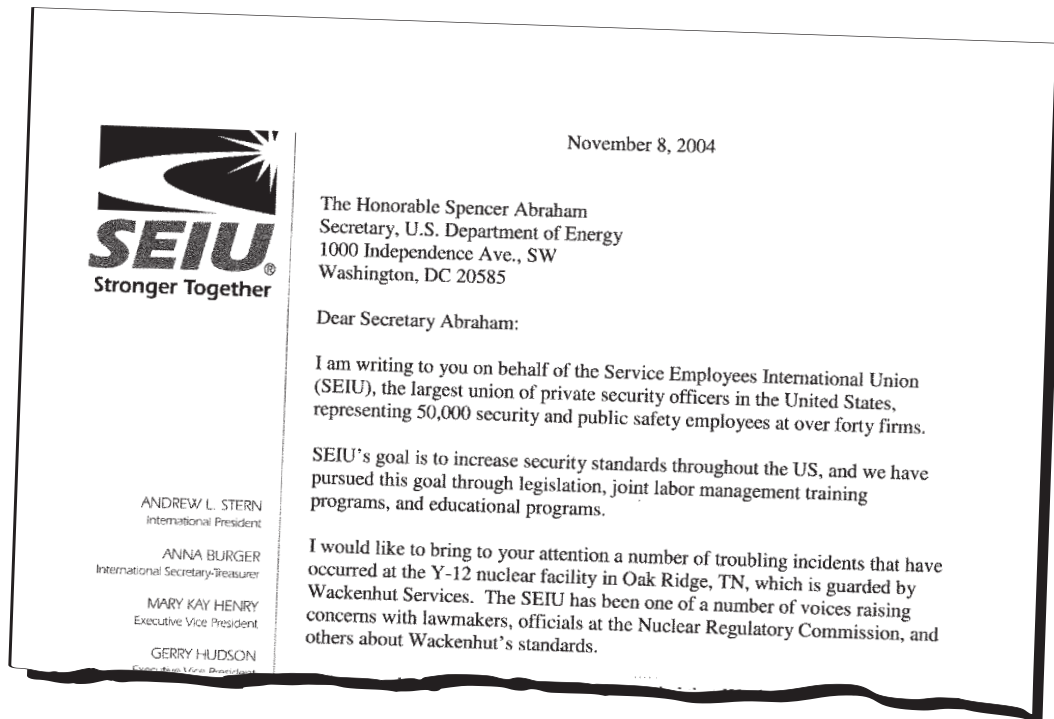 SEIU®
Stronger Together
ANDREW L. STERN
International President
ANNA BURGER
International Secretary-Treasurer
MARY KAY HENRY
Executive Vice President
GERRY HUDSON
Executive Vice President
November 8, 2004
The Honorable Spencer Abraham
Secretary, U.S. Department of Energy
1000 Independence Ave., SW
Washington, DC 20585
Dear Secretary Abraham:
I am writing to you on behalf of the Service Employees International Union
(SEIU), the largest union of private security officers in the United States,
representing 50,000 security and public safety employees at over forty firms.
SEIU's goal is to increase security standards throughout the US, and we have
pursued this goal through legislation, joint labor management training
programs, and educational programs.
I would like to bring to your attention a number of troubling incidents that have
occurred at the Y-12 nuclear facility in Oak Ridge, TN, which is guarded by
Wackenhut Services. The SEIU has been one of a number of voices raising
concerns with lawmakers, officials at the Nuclear Regulatory Commission, and
others about Wackenhut's standards.